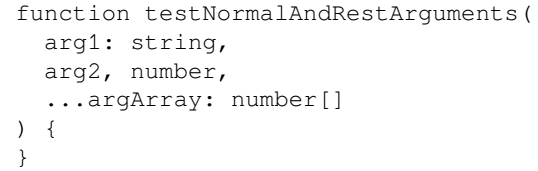 function testNormalAndRestArguments(
  arg1: string,
  arg2, number,
  ...argArray: number[]
) {
}